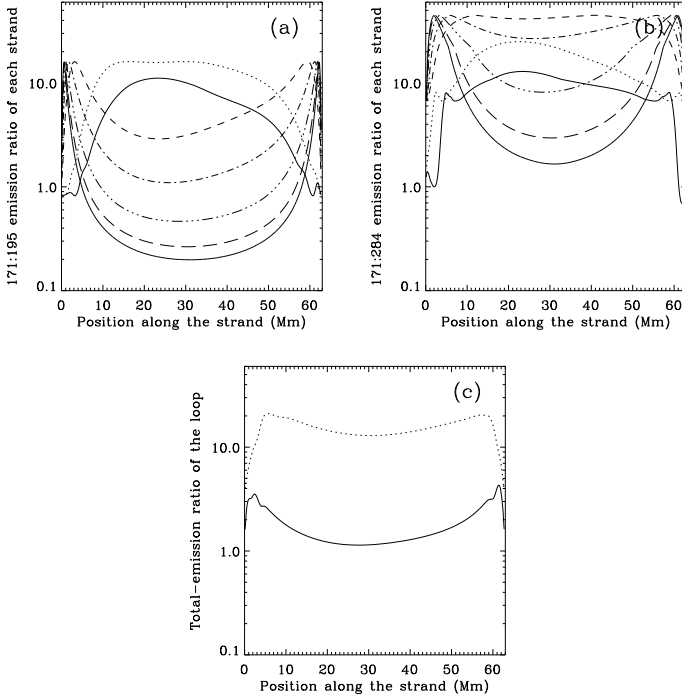 171:195 emission ratio of each strand
(a)
10.0
1.0
0.1
0 10 20 30 40 50 60
Position along the strand (Mm)
171:284 emission ratio of each strand
(b)
10.0
1.0
0.1
0 10 20 30 40 50 60
Position along the strand (Mm)
Total-emission ratio of the loop
(c)
10.0
1.0
0.1
0 10 20 30 40 50 60
Position along the strand (Mm)